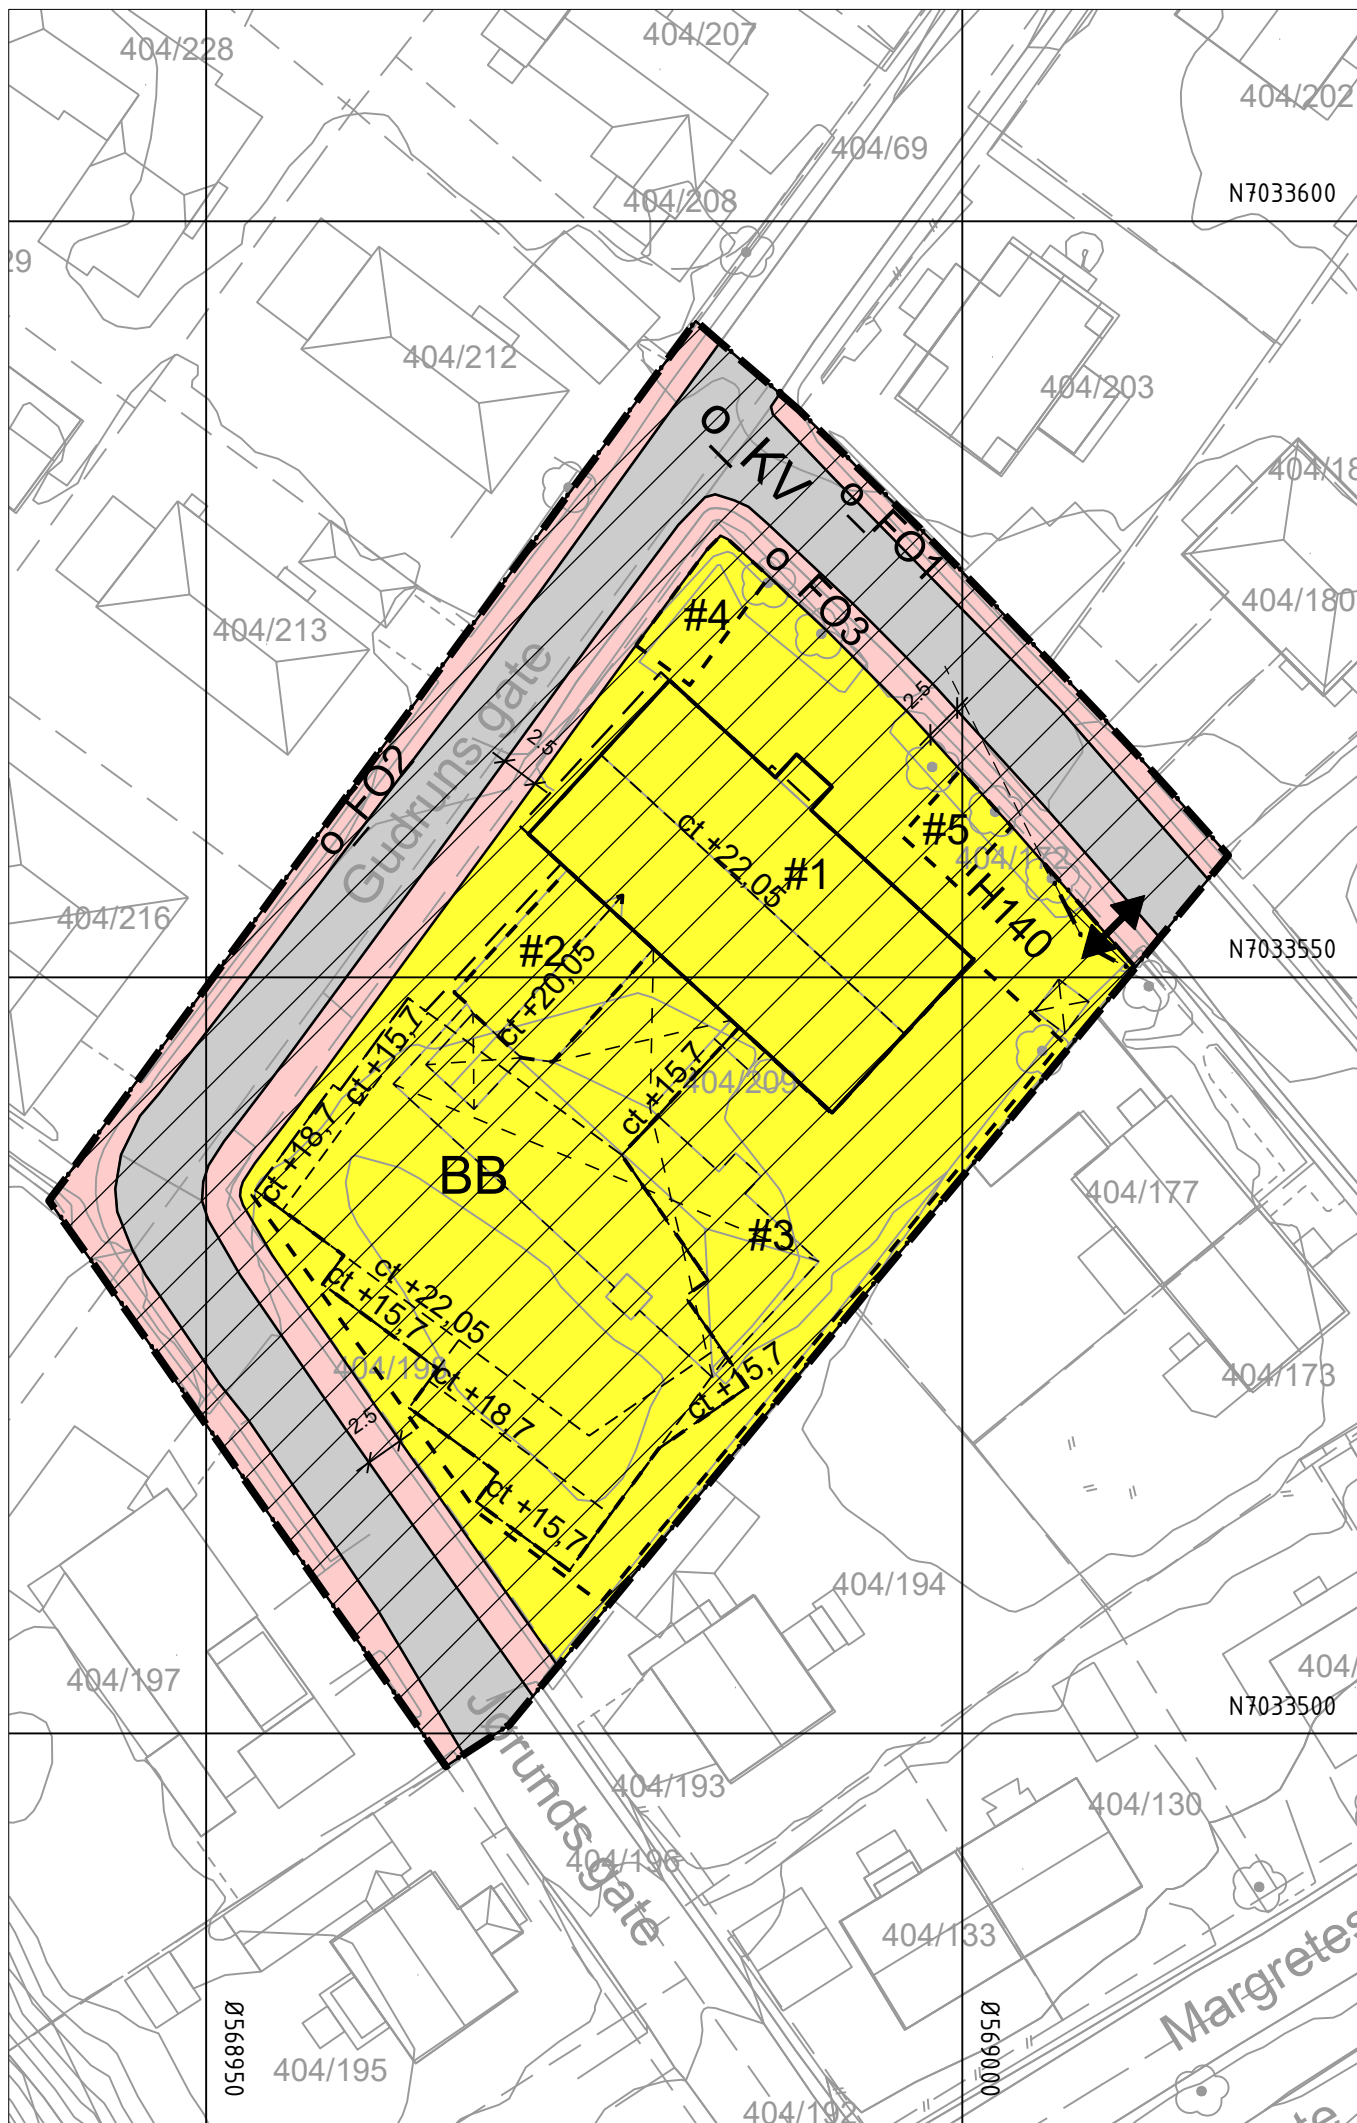 404/228
404/207
404/202
404/69
N7033600
404/208
29
404/212
404/203
o_KV
404/18
o_FO1
o_FO3
404/180
#4
404/213
Gudruns gate
2.5
2.5
o_FO2
ct +22,05
#1
#5
404/172
H140
404/216
#2
ct +20,05
N7033550
ct +15,7
ct +15,7
404/209
ct +18,7
BB
404/177
#3
ct +22,05
ct +15,7
404/198
ct +18,7
ct +15,7
404/173
2.5
ct +15,7
404/194
404/197
404/
N7033500
Jørunds gate
404/193
404/130
404/196
404/133
Margretes
Ø568950
Ø569000
404/195
404/192
te